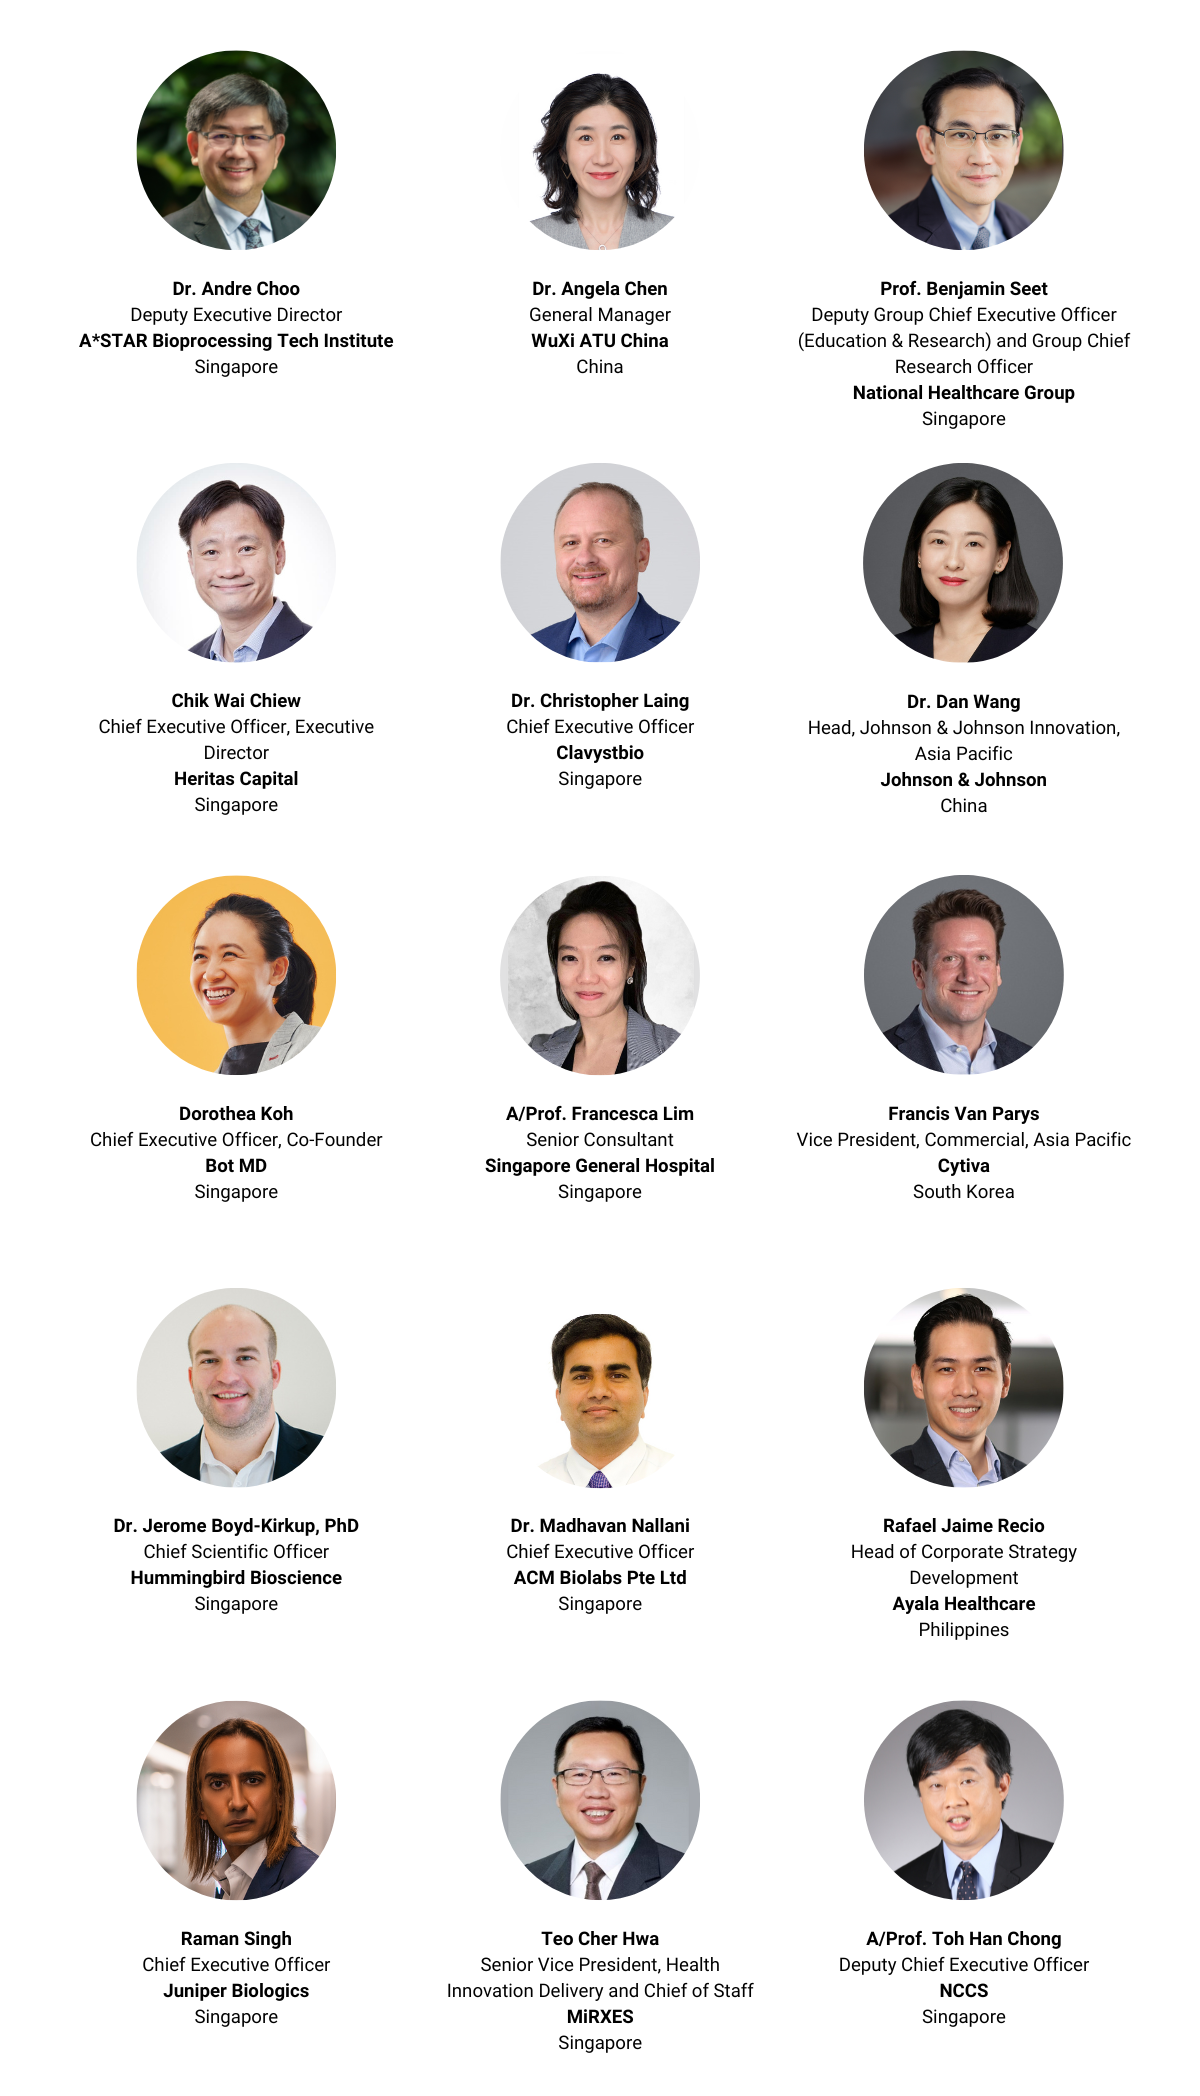 Dr. Andre Choo
Deputy Executive Director
A*STAR Bioprocessing Tech Institute
Singapore
Dr. Angela Chen
General Manager
WuXi ATU China
China
Prof. Benjamin Seet
Deputy Group Chief Executive Officer
(Education & Research) and Group Chief
Research Officer
National Healthcare Group
Singapore
Chik Wai Chiew
Chief Executive Officer, Executive
Director
Heritas Capital
Singapore
Dr. Christopher Laing
Chief Executive Officer
Clavystbio
Singapore
Dr. Dan Wang
Head, Johnson & Johnson Innovation,
Asia Pacific
Johnson & Johnson
China
Dorothea Koh
Chief Executive Officer, Co-Founder
Bot MD
Singapore
A/Prof. Francesca Lim
Senior Consultant
Singapore General Hospital
Singapore
Francis Van Parys
Vice President, Commercial, Asia Pacific
Cytiva
South Korea
Dr. Jerome Boyd-Kirkup, PhD
Chief Scientific Officer
Hummingbird Bioscience
Singapore
Dr. Madhavan Nallani
Chief Executive Officer
ACM Biolabs Pte Ltd
Singapore
Rafael Jaime Recio
Head of Corporate Strategy
Development
Ayala Healthcare
Philippines
Raman Singh
Chief Executive Officer
Juniper Biologics
Singapore
Teo Cher Hwa
Senior Vice President, Health
Innovation Delivery and Chief of Staff
MiRXES
Singapore
A/Prof. Toh Han Chong
Deputy Chief Executive Officer
NCCS
Singapore